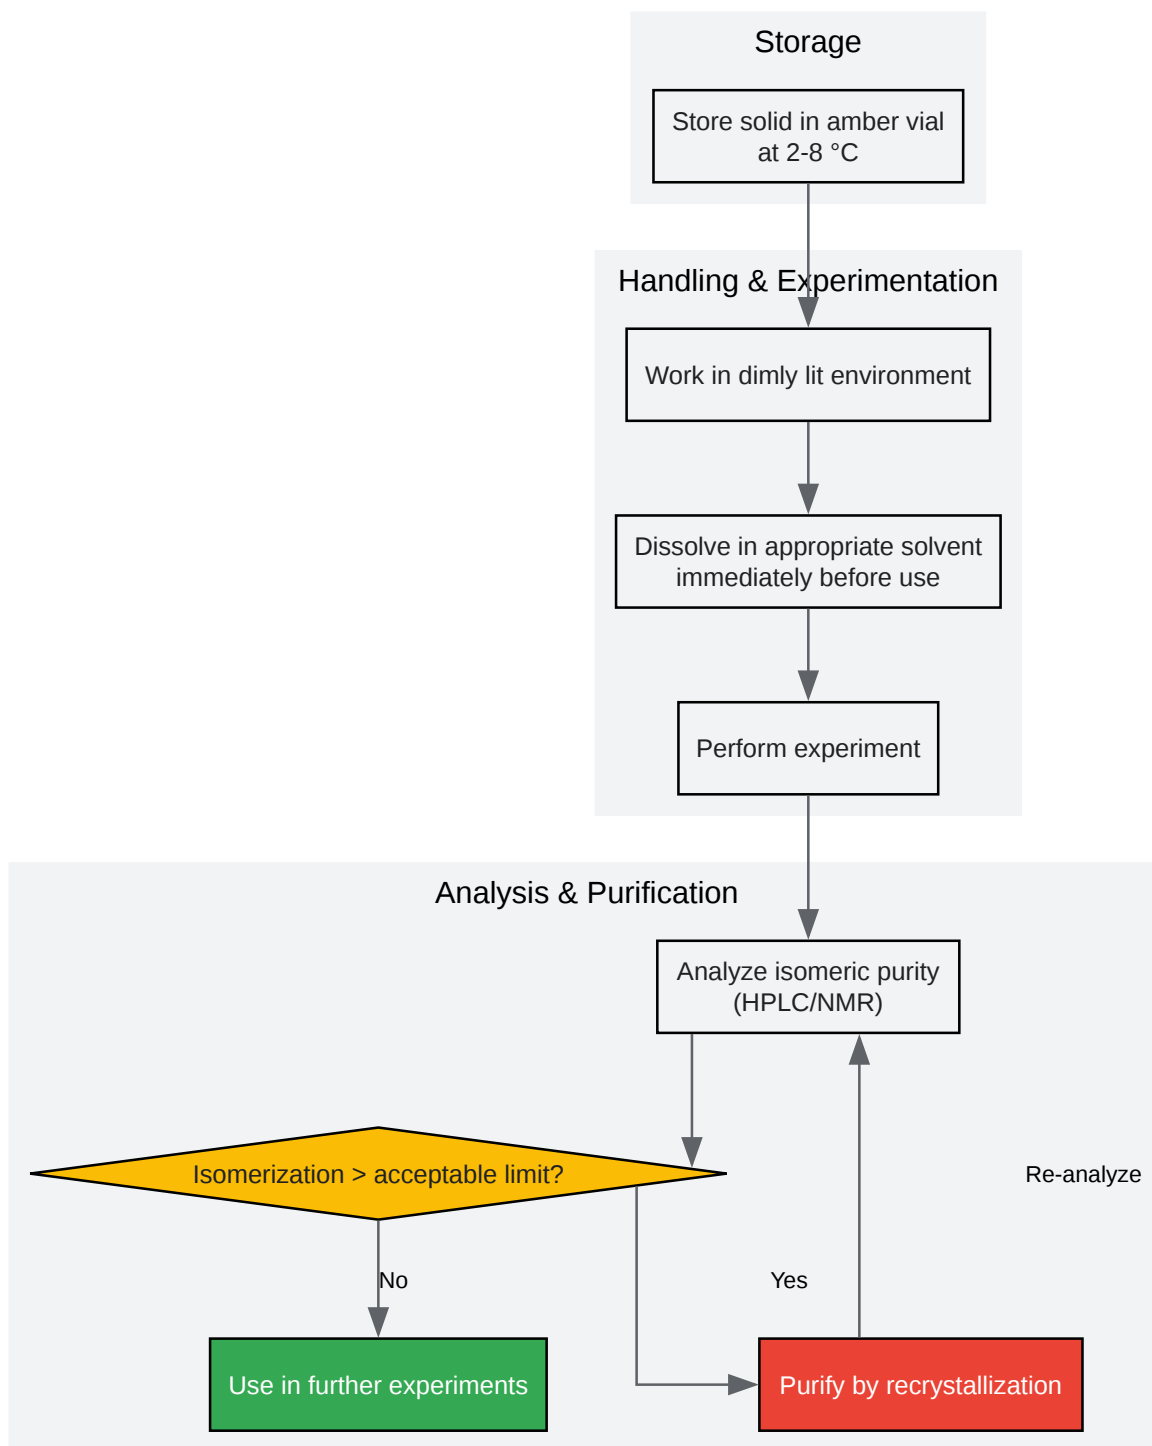 Storage
Store solid in amber vial
at 2-8 °C
Handling & Experimentation
Work in dimly lit environment
Dissolve in appropriate solvent
immediately before use
Perform experiment
Analysis & Purification
Analyze isomeric purity
(HPLC/NMR)
Isomerization > acceptable limit?
Re-analyze
No
Yes
Use in further experiments
Purify by recrystallization